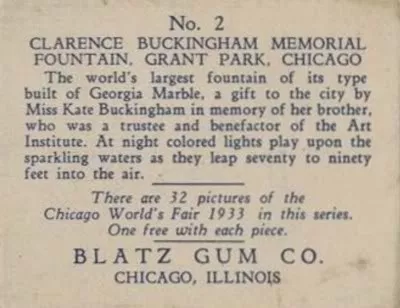 No. 2
CLARENCE BUCKINGHAM MEMORIAL
FOUNTAIN, GRANT PARK, CHICAGO
The world's largest fountain of its type
built of Georgia Marble, a gift to the city by
Miss Kate Buckingham in memory of her brother,
who was a trustee and benefactor of the Art
Institute. At night colored lights play upon the
sparkling waters as they leap seventy to ninety
feet into the air.
There are 32 pictures of the
Chicago World's Fair 1933 in this series.
One free with each piece.
BLATZ GUM CO.
CHICAGO, ILLINOIS